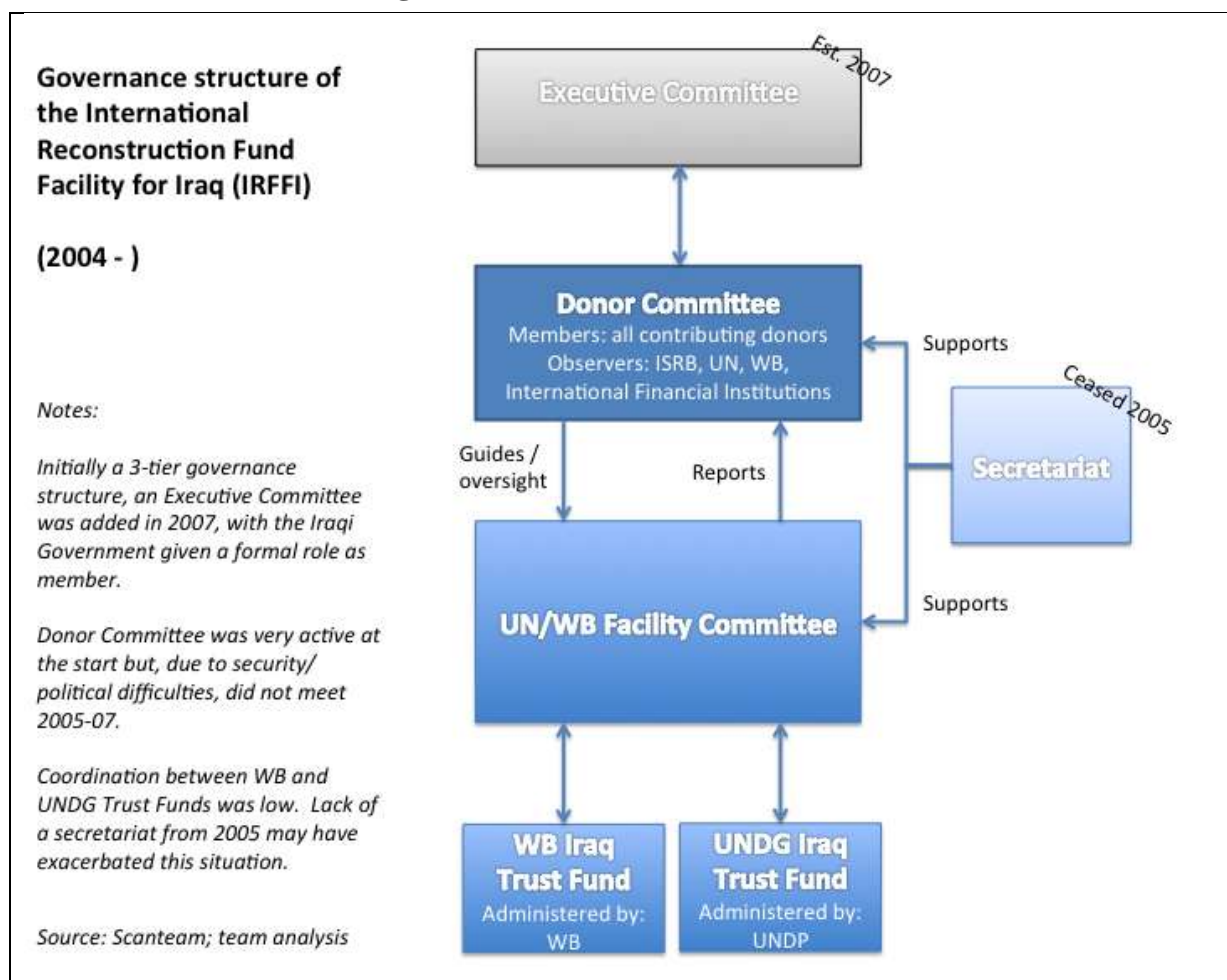 Governance structure of
the International
Reconstruction Fund
Facility for Iraq (IRFFI)
(2004 - )
Est. 2007
Executive Committee
Donor Committee
Members: all contributing donors
Observers: ISRB, UN, WB,
International Financial Institutions
Supports
Ceased 2005
Secretariat
Guides /
oversight
Reports
UN/WB Facility Committee
Supports
WB Iraq
Trust Fund
Administered by:
WB
UNDG Iraq
Trust Fund
Administered by:
UNDP
Notes:
Initially a 3-tier governance
structure, an Executive Committee
was added in 2007, with the Iraqi
Government given a formal role as
member.
Donor Committee was very active at
the start but, due to security/
political difficulties, did not meet
2005-07.
Coordination between WB and
UNDG Trust Funds was low.  Lack of
a secretariat from 2005 may have
exacerbated this situation.
Source: Scanteam; team analysis